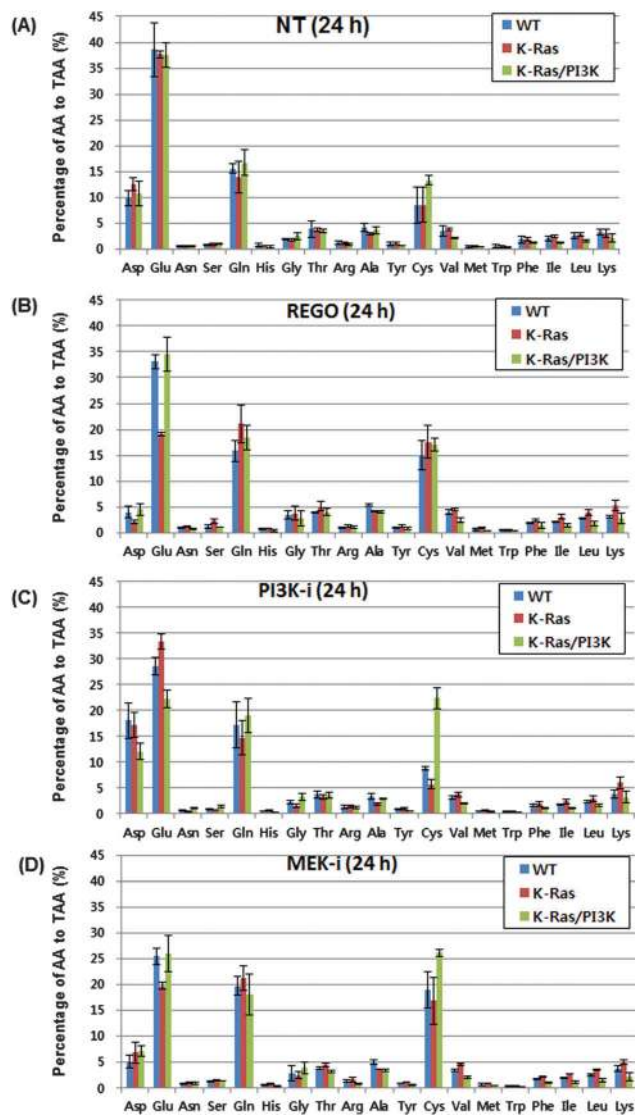 (A)
NT (24 h)
Percentage of AA to TAA (%)
45
40
35
30
25
20
15
10
5
0
WT
K-Ras
K-Ras/PI3K
Asp Glu Asn Ser Gln His Gly Thr Arg Ala Tyr Cys Val Met Trp Phe Ile Leu Lys
(B)
REGO (24 h)
Percentage of AA to TAA (%)
45
40
35
30
25
20
15
10
5
0
WT
K-Ras
K-Ras/PI3K
Asp Glu Asn Ser Gln His Gly Thr Arg Ala Tyr Cys Val Met Trp Phe Ile Leu Lys
(C)
PI3K-i (24 h)
Percentage of AA to TAA (%)
45
40
35
30
25
20
15
10
5
0
WT
K-Ras
K-Ras/PI3K
Asp Glu Asn Ser Gln His Gly Thr Arg Ala Tyr Cys Val Met Trp Phe Ile Leu Lys
(D)
MEK-i (24 h)
Percentage of AA to TAA (%)
45
40
35
30
25
20
15
10
5
0
WT
K-Ras
K-Ras/PI3K
Asp Glu Asn Ser Gln His Gly Thr Arg Ala Tyr Cys Val Met Trp Phe Ile Leu Lys